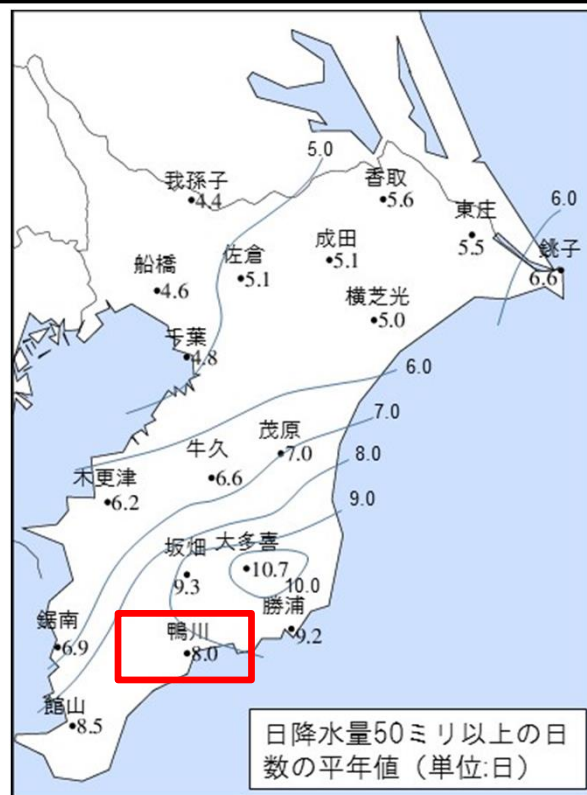 5.0
我孫子
4.4
香取
5.6
6.0
東庄
5.5
銚子
6.6
成田
5.1
佐倉
5.1
船橋
4.6
横芝光
5.0
千葉
4.8
6.0
7.0
茂原
7.0
牛久
6.6
8.0
木更津
6.2
9.0
坂畑
9.3
大多喜
10.7
10.0
勝浦
9.2
鋸南
6.9
鴨川
8.0
館山
8.5
日降水量50ミリ以上の日
数の平年値（単位:日）